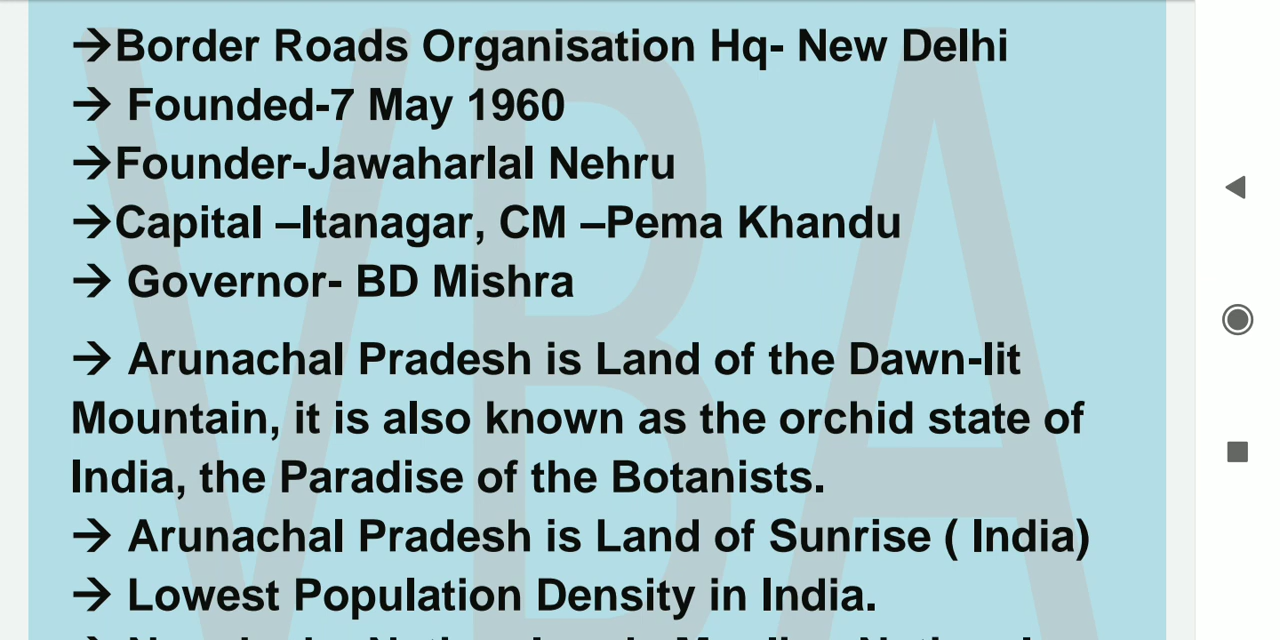 →Border Roads Organisation Hq- New Delhi
→ Founded-7 May 1960
→Founder-Jawaharlal Nehru
→Capital –Itanagar, CM –Pema Khandu
→ Governor- BD Mishra
→ Arunachal Pradesh is Land of the Dawn-lit
Mountain, it is also known as the orchid state of
India, the Paradise of the Botanists.
→ Arunachal Pradesh is Land of Sunrise ( India)
→ Lowest Population Density in India.
VBA